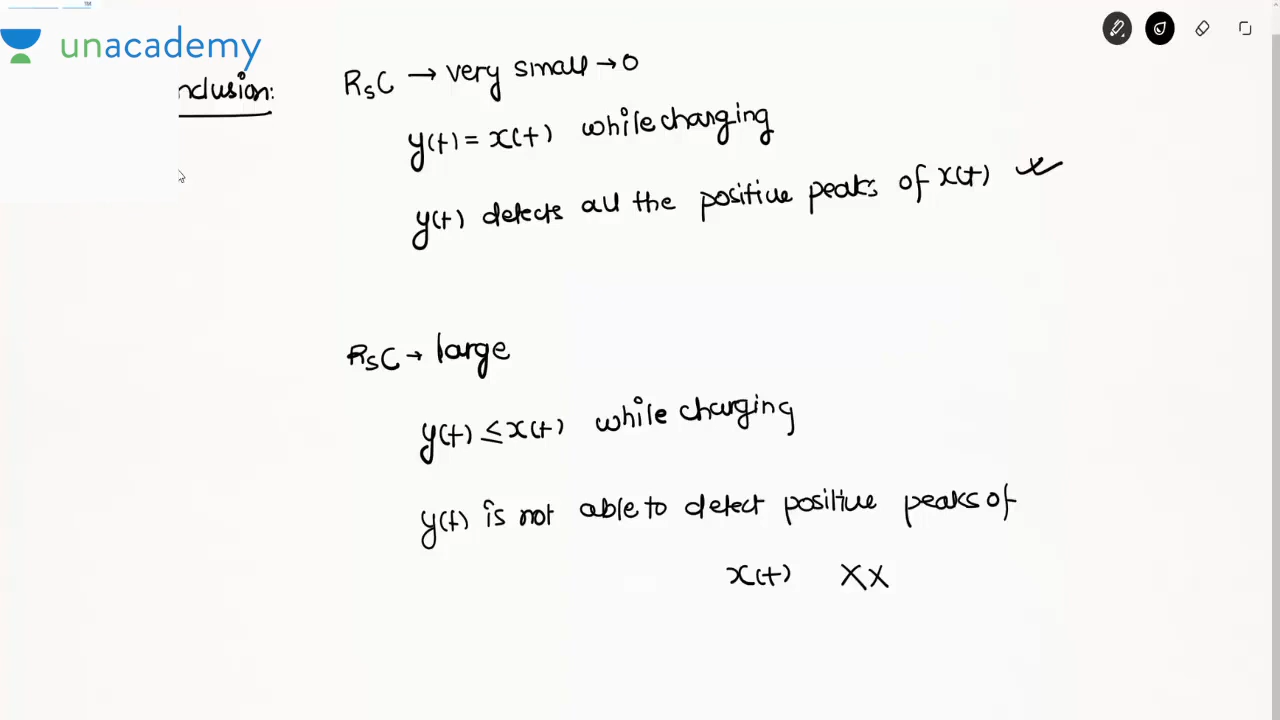 unacademy
nclusion:
RsC → very small → 0
y(t) = x(t) while charging
y(t) detects all the positive peaks of x(t) ✓
RsC → large
y(t) ≤ x(t) while charging
y(t) is not able to detect positive peaks of
x(t) XX